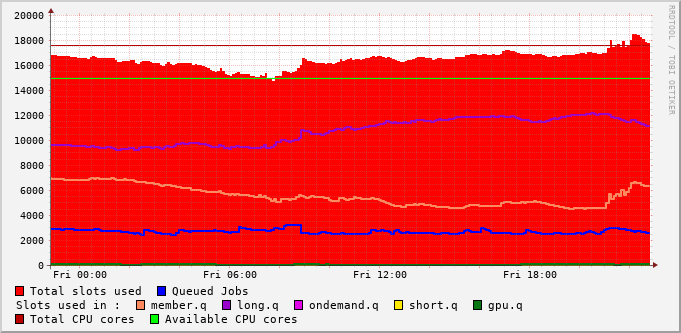 20000
18000
16000
14000
12000
10000
8000
6000
4000
2000
0
Fri 00:00 Fri 06:00 Fri 12:00 Fri 18:00
RRDTOOL / TOBI OETIKER
Total slots used Queued Jobs
Slots used in : member.q long.q ondemand.q short.q gpu.q
Total CPU cores Available CPU cores